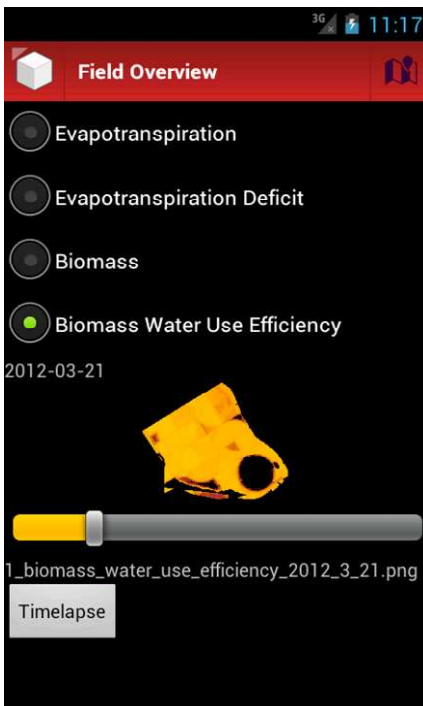 3G 11:17
Field Overview
Evapotranspiration
Evapotranspiration Deficit
Biomass
Biomass Water Use Efficiency
2012-03-21
1_biomass_water_use_efficiency_2012_3_21.png
Timelapse